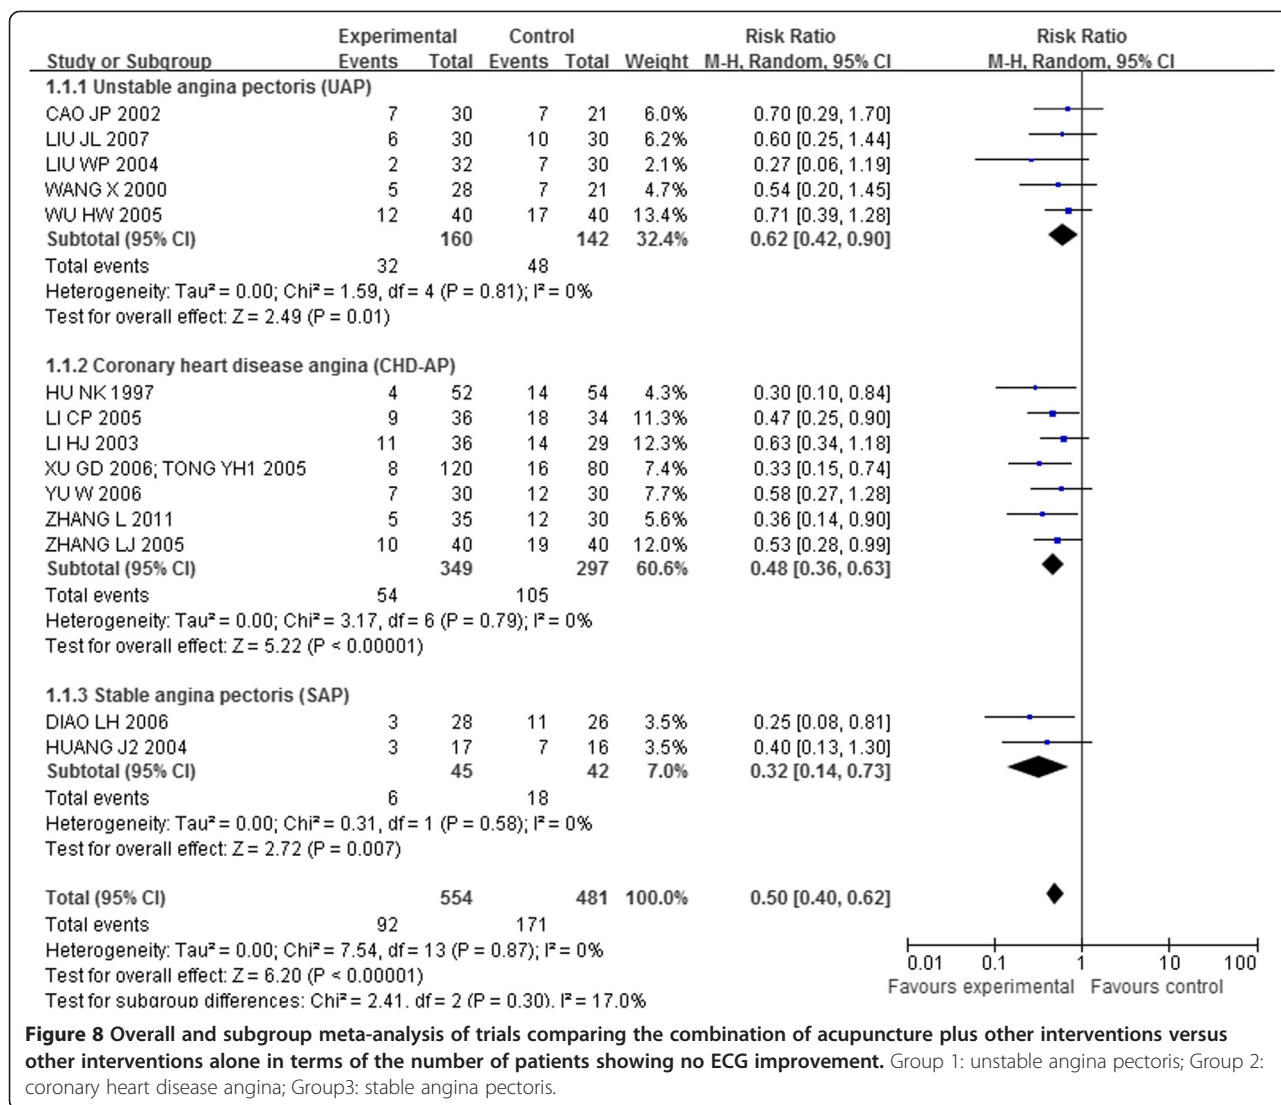 Experimental Control Risk Ratio Risk Ratio
Study or Subgroup Events Total Events Total Weight M-H, Random, 95% CI M-H, Random, 95% CI
1.1.1 Unstable angina pectoris (UAP)
CAO JP 2002 7 30 7 21 6.0% 0.70 [0.29, 1.70]
LIU JL 2007 6 30 10 30 6.2% 0.60 [0.25, 1.44]
LIU WP 2004 2 32 7 30 2.1% 0.27 [0.06, 1.19]
WANG X 2000 5 28 7 21 4.7% 0.54 [0.20, 1.45]
WU HW 2005 12 40 17 40 13.4% 0.71 [0.39, 1.28]
Subtotal (95% CI) 160 142 32.4% 0.62 [0.42, 0.90]
Total events 32 48
Heterogeneity: Tau² = 0.00; Chi² = 1.59, df = 4 (P = 0.81); I² = 0%
Test for overall effect: Z = 2.49 (P = 0.01)
1.1.2 Coronary heart disease angina (CHD-AP)
HU NK 1997 4 52 14 54 4.3% 0.30 [0.10, 0.84]
LI CP 2005 9 36 18 34 11.3% 0.47 [0.25, 0.90]
LI HJ 2003 11 36 14 29 12.3% 0.63 [0.34, 1.18]
XU GD 2006; TONG YH1 2005 8 120 16 80 7.4% 0.33 [0.15, 0.74]
YU W 2006 7 30 12 30 7.7% 0.58 [0.27, 1.28]
ZHANG L 2011 5 35 12 30 5.6% 0.36 [0.14, 0.90]
ZHANG LJ 2005 10 40 19 40 12.0% 0.53 [0.28, 0.99]
Subtotal (95% CI) 349 297 60.6% 0.48 [0.36, 0.63]
Total events 54 105
Heterogeneity: Tau² = 0.00; Chi² = 3.17, df = 6 (P = 0.79); I² = 0%
Test for overall effect: Z = 5.22 (P < 0.00001)
1.1.3 Stable angina pectoris (SAP)
DIAO LH 2006 3 28 11 26 3.5% 0.25 [0.08, 0.81]
HUANG J2 2004 3 17 7 16 3.5% 0.40 [0.13, 1.30]
Subtotal (95% CI) 45 42 7.0% 0.32 [0.14, 0.73]
Total events 6 18
Heterogeneity: Tau² = 0.00; Chi² = 0.31, df = 1 (P = 0.58); I² = 0%
Test for overall effect: Z = 2.72 (P = 0.007)
Total (95% CI) 554 481 100.0% 0.50 [0.40, 0.62]
Total events 92 171
Heterogeneity: Tau² = 0.00; Chi² = 7.54, df = 13 (P = 0.87); I² = 0%
Test for overall effect: Z = 6.20 (P < 0.00001)
Test for subgroup differences: Chi² = 2.41, df = 2 (P = 0.30), I² = 17.0%
0.01 0.1 1 10 100
Favours experimental Favours control
Figure 8 Overall and subgroup meta-analysis of trials comparing the combination of acupuncture plus other interventions versus
other interventions alone in terms of the number of patients showing no ECG improvement. Group 1: unstable angina pectoris; Group 2:
coronary heart disease angina; Group3: stable angina pectoris.